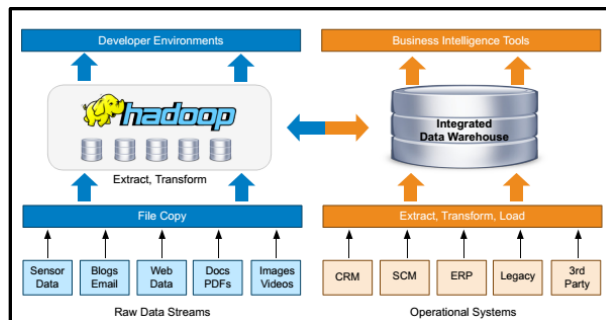 Developer Environments
Business Intelligence Tools
hadoop
Integrated
Data Warehouse
Extract, Transform
File Copy
Extract, Transform, Load
Sensor
Data
Blogs
Email
Web
Data
Docs
PDFs
Images
Videos
CRM
SCM
ERP
Legacy
3rd
Party
Raw Data Streams
Operational Systems